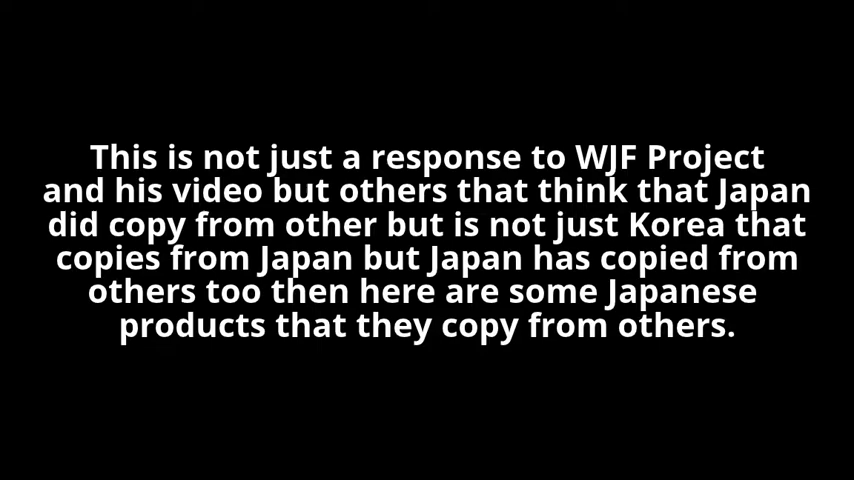 This is not just a response to WJF Project
and his video but others that think that Japan
did copy from other but is not just Korea that
copies from Japan but Japan has copied from
others too then here are some Japanese
products that they copy from others.